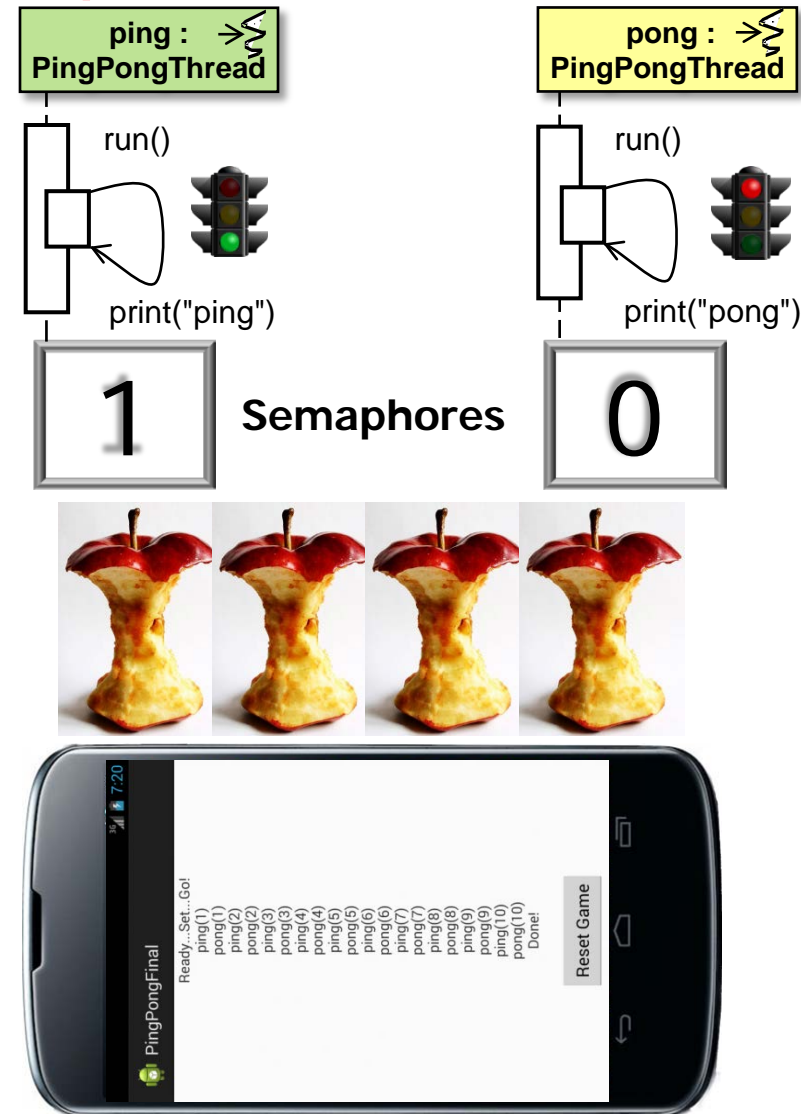 ping :
PingPongThread
pong :
PingPongThread
run()
run()
print("ping")
print("pong")
1
Semaphores
0
3G 7:20
PingPongFinal
Ready...Set...Go!
ping(1)
pong(1)
ping(2)
pong(2)
ping(3)
pong(3)
ping(4)
pong(4)
ping(5)
pong(5)
ping(6)
pong(6)
ping(7)
pong(7)
ping(8)
pong(8)
ping(9)
pong(9)
ping(10)
pong(10)
Done!
Reset Game